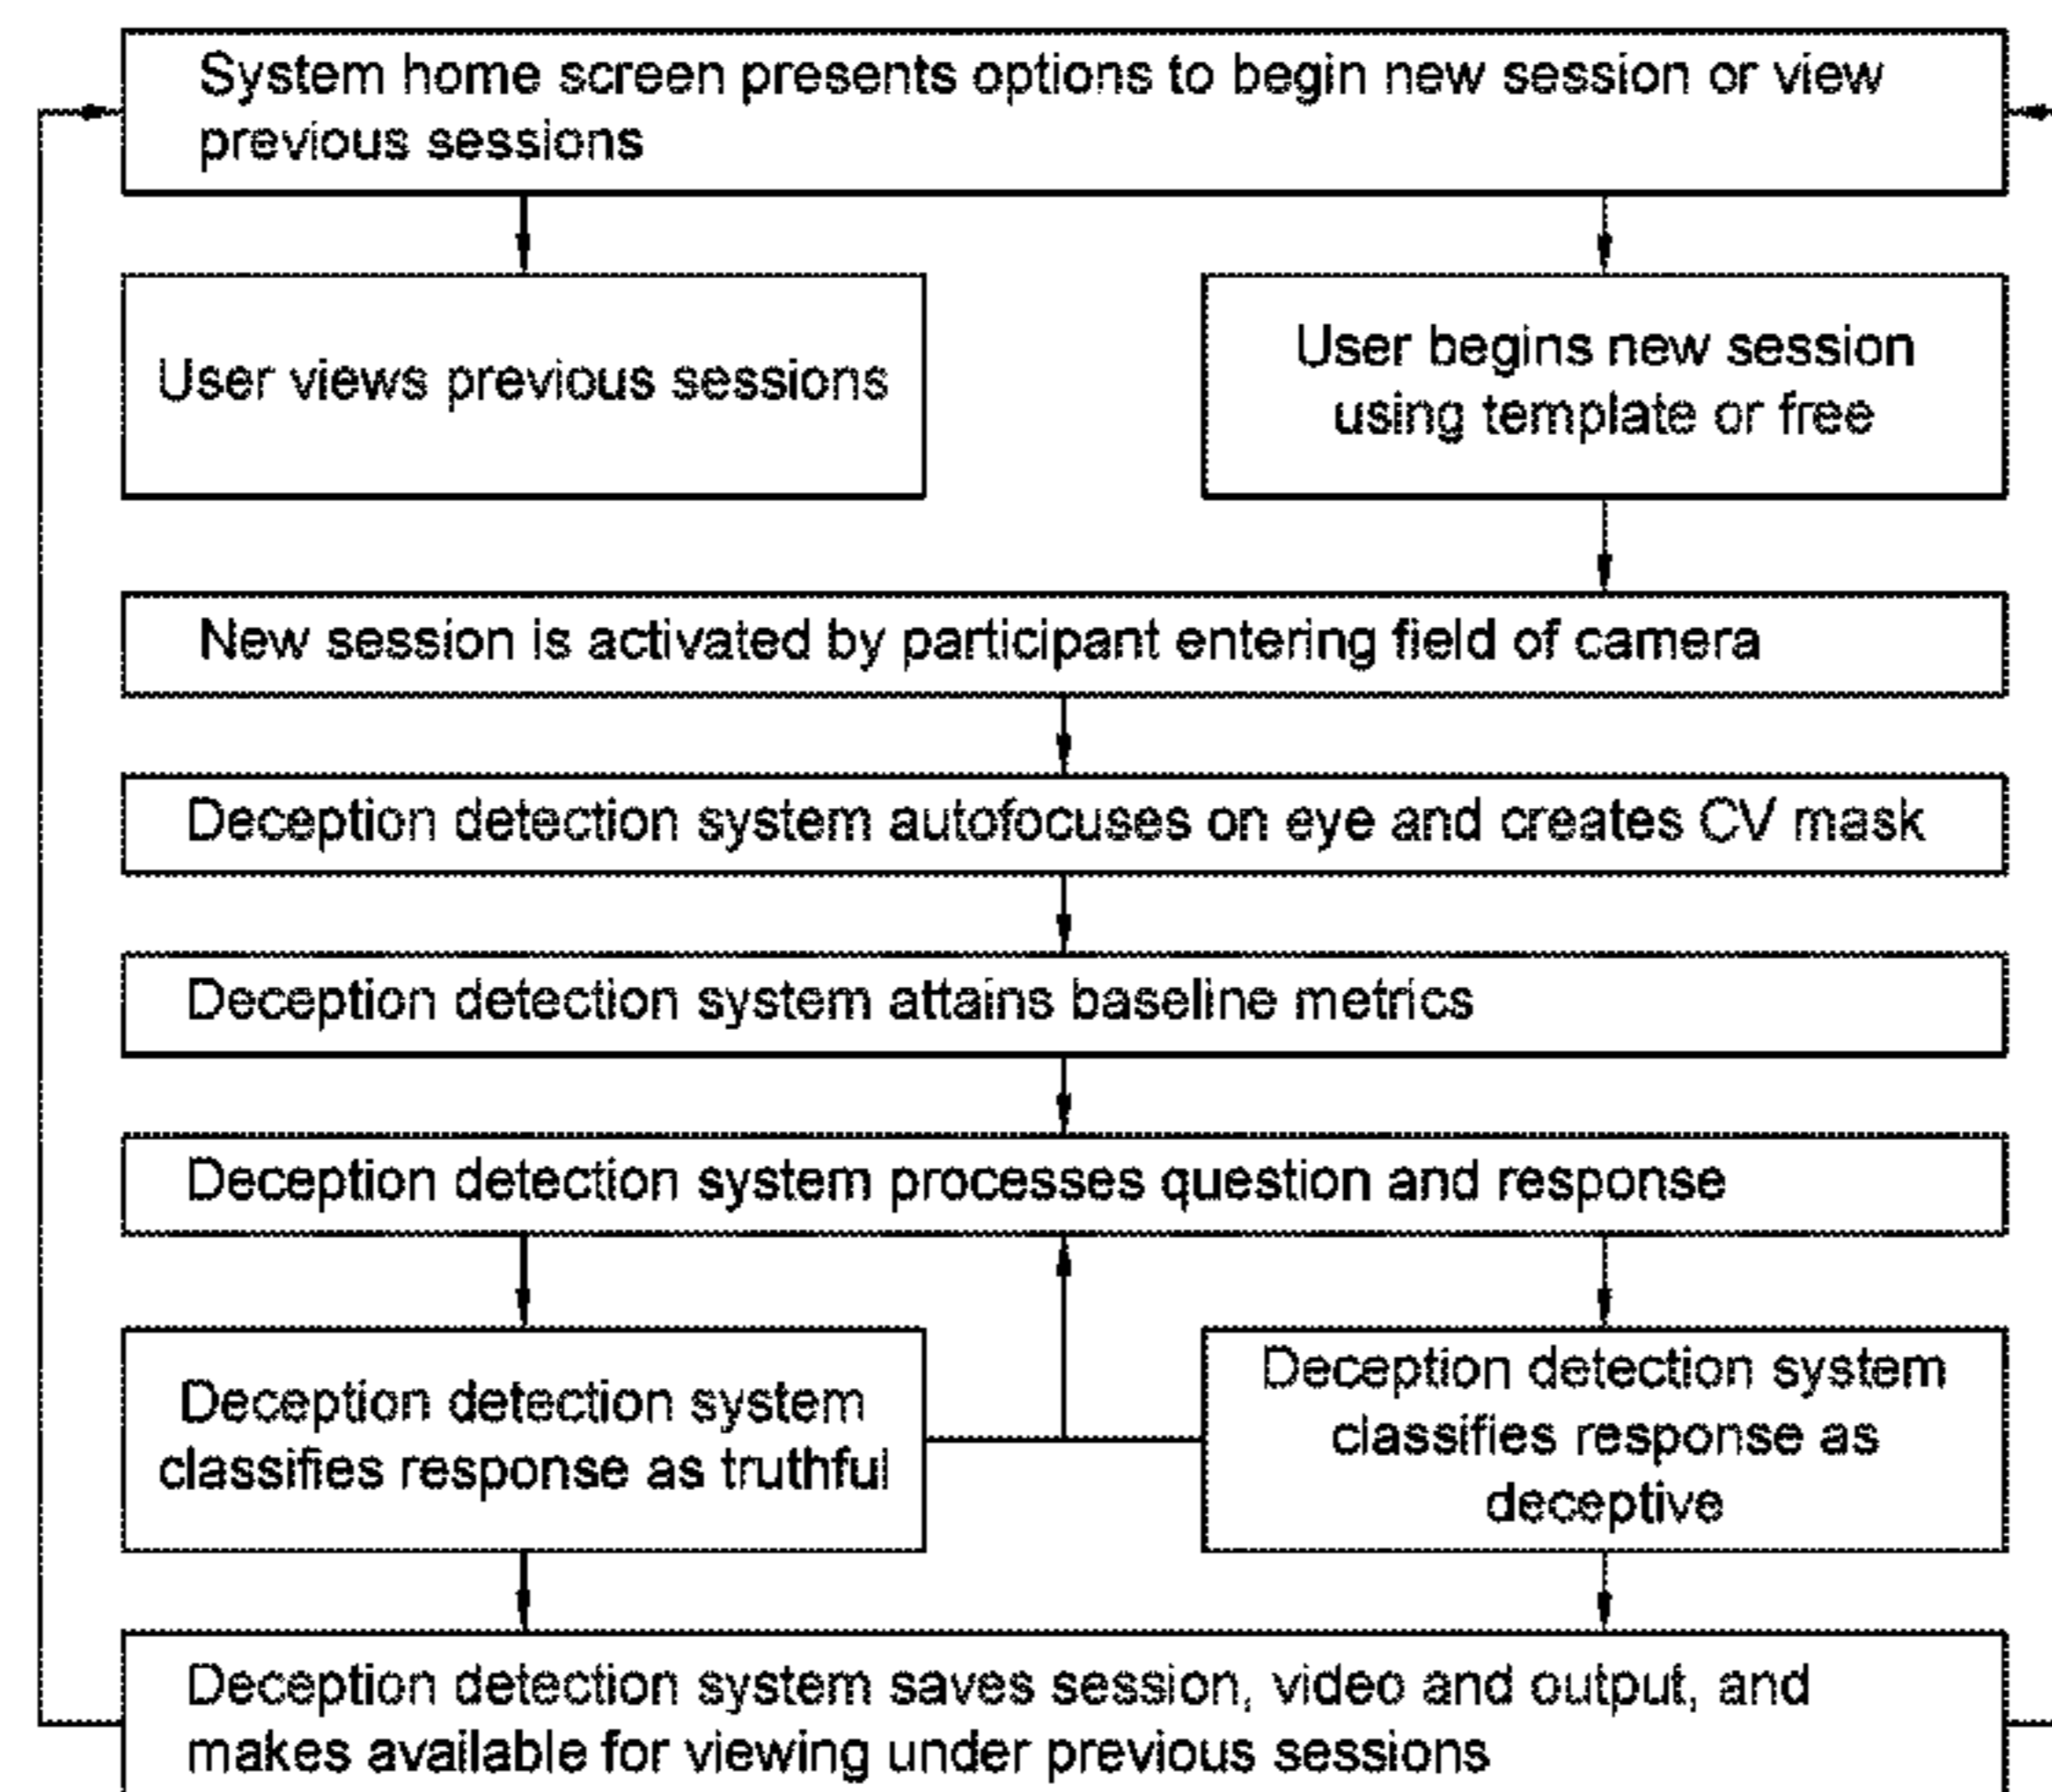 System home screen presents options to begin new session or view
previous sessions
User views previous sessions
User begins new session
using template or free
New session is activated by participant entering field of camera
Deception detection system autofocuses on eye and creates CV mask
Deception detection system attains baseline metrics
Deception detection system processes question and response
Deception detection system
classifies response as truthful
Deception detection system
classifies response as
deceptive
Deception detection system saves session, video and output, and
makes available for viewing under previous sessions